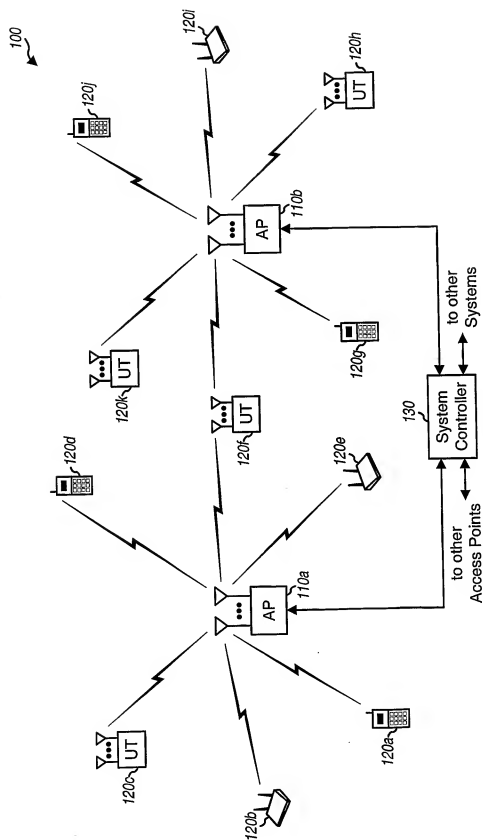 100
120j
120i
120d
120k
UT
120h
UT
120c
UT
120f
UT
110b
AP
120g
120e
110a
AP
120b
120a
130
System
Controller
to other
Systems
to other
Access Points